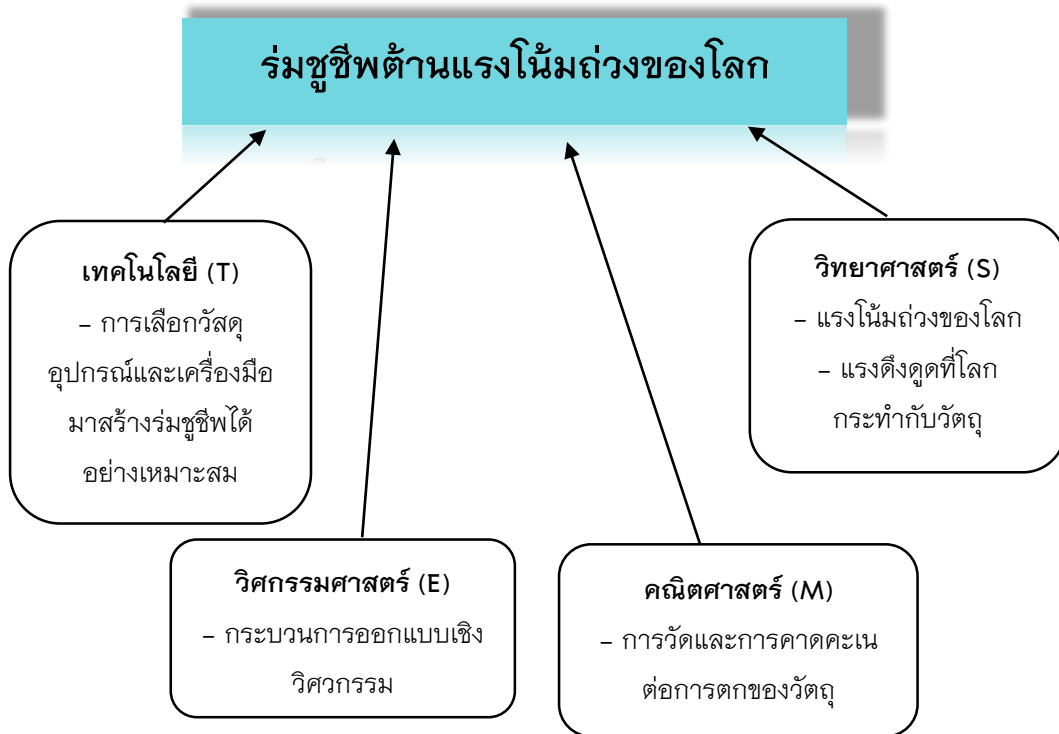 ร่มชูชีพต้านแรงโน้มถ่วงของโลก
เทคโนโลยี (T)
– การเลือกวัสดุ
อุปกรณ์และเครื่องมือ
มาสร้างร่มชูชีพได้
อย่างเหมาะสม
วิทยาศาสตร์ (S)
– แรงโน้มถ่วงของโลก
– แรงดึงดูดที่โลก
กระทำกับวัตถุ
วิศกรรมศาสตร์ (E)
– กระบวนการออกแบบเชิง
วิศวกรรม
คณิตศาสตร์ (M)
– การวัดและการคาดคะเน
ต่อการตกของวัตถุ